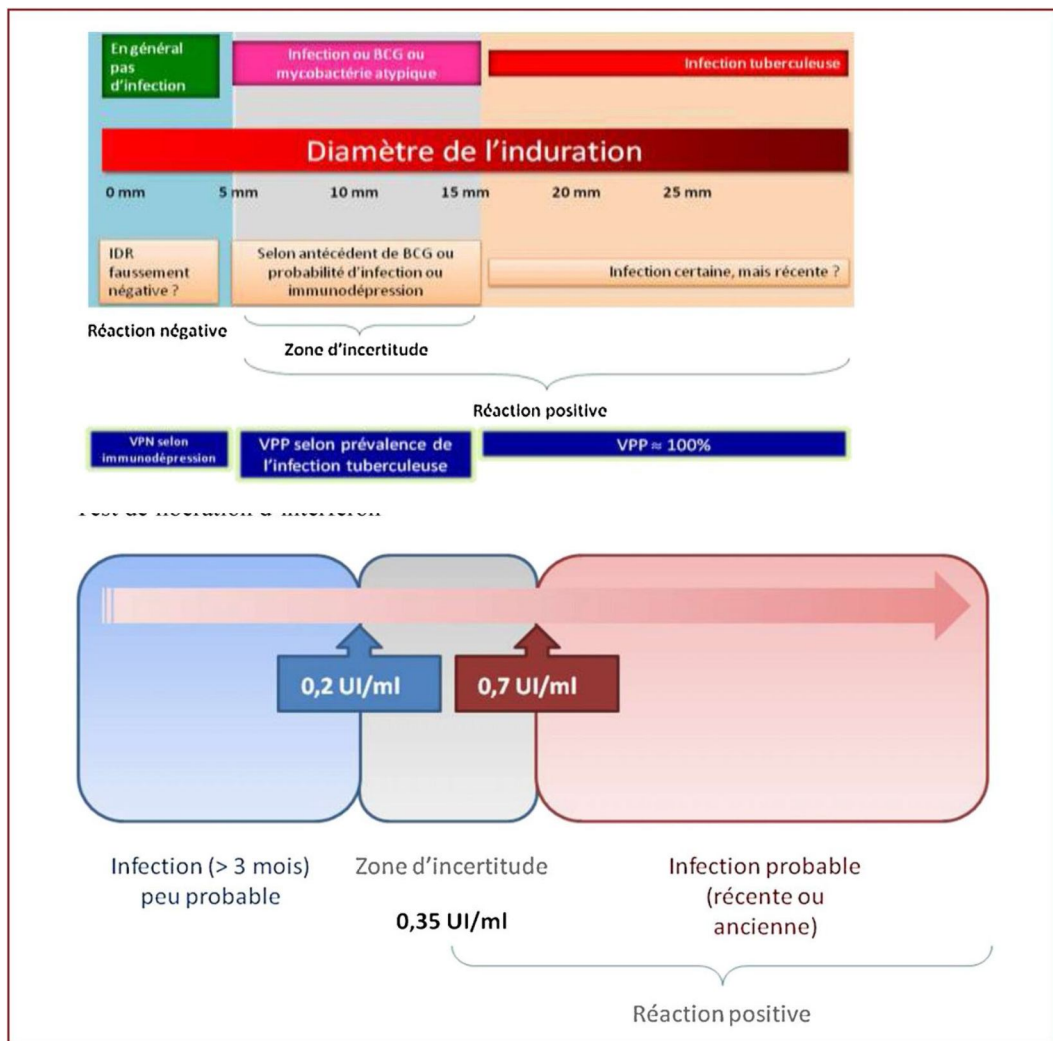 En général
pas
d'infection
Infection ou BCG ou
mycobactérie atypique
Infection tuberculeuse
Diamètre de l'induration
0 mm 5 mm 10 mm 15 mm 20 mm 25 mm
IDR
faussement
négative ?
Selon antécédent de BCG ou
probabilité d'infection ou
immunodépression
Infection certaine, mais récente ?
Réaction négative
Zone d'incertitude
Réaction positive
VPN selon
immunodépression
VPP selon prévalence de
l'infection tuberculeuse
VPP ≈ 100%
0,2 UI/ml
0,7 UI/ml
Infection (> 3 mois)
peu probable
Zone d'incertitude
0,35 UI/ml
Infection probable
(récente ou
ancienne)
Réaction positive